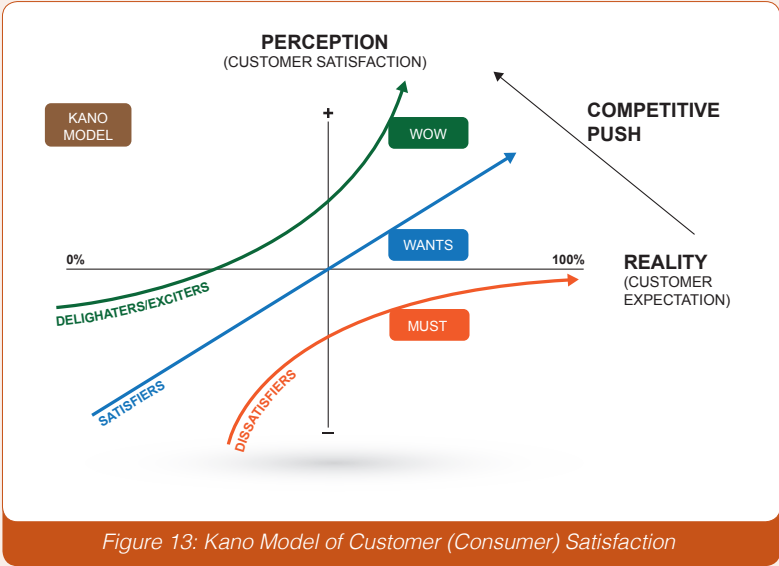 PERCEPTION
(CUSTOMER SATISFACTION)
KANO
MODEL
+
WOW
COMPETITIVE
PUSH
WANTS
0%
100%
REALITY
(CUSTOMER
EXPECTATION)
DELIGHATERS/EXCITERS
MUST
SATISFIERS
DISSATISFIERS
–
Figure 13: Kano Model of Customer (Consumer) Satisfaction